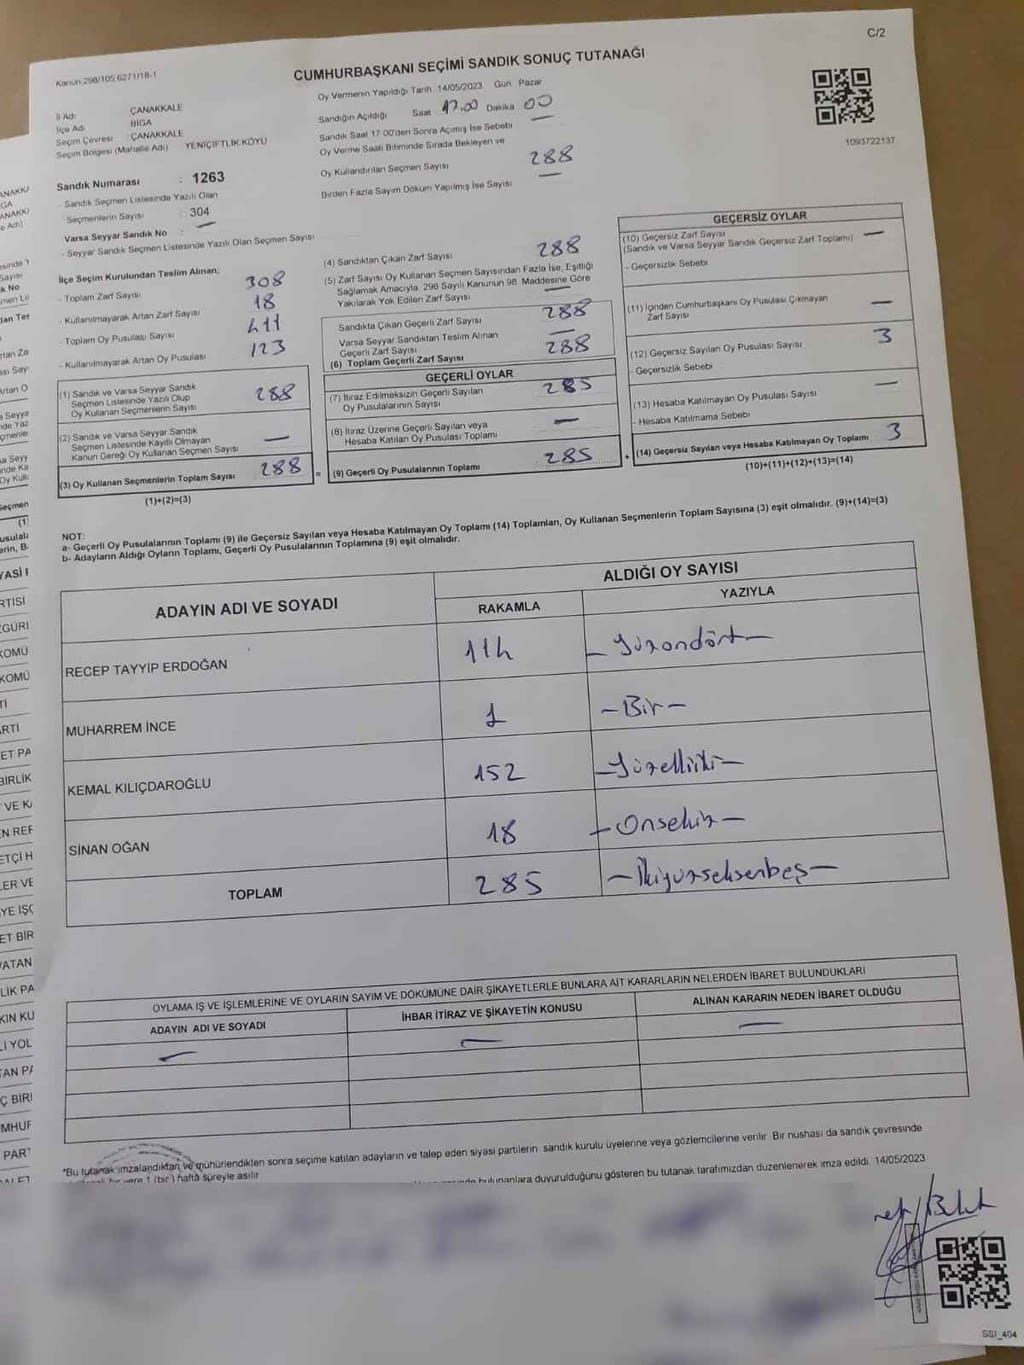 C/2
Kanun 298/105,6271/18-1
CUMHURBAŞKANI SEÇİMİ SANDIK SONUÇ TUTANAĞI
İl Adı ÇANAKKALE
İlçe Adı BİGA
Seçim Çevresi : ÇANAKKALE
Seçim Bölgesi (Mahalle Adı) YENİÇİFTLİK KÖYÜ
Sandık Numarası : 1263
- Sandık Seçmen Listesinde Yazılı Olan
Seçmenlerin Sayısı : 304
Varsa Seyyar Sandık No : —
- Seyyar Sandık Seçmen Listesinde Yazılı Olan Seçmen Sayısı
Oy Vermenin Yapıldığı Tarih 14/05/2023 Gün Pazar
Sandığın Açıldığı Saat 17.00 Dakika 00
Sandık Saat 17:00'den Sonra Açımış İse Sebebi —
Oy Verme Saati Bitiminde Sırada Bekleyen ve
Oy Kullandırılan Seçmen Sayısı 288
Birden Fazla Sayım Döküm Yapılmış İse Sayısı —
1093722137
İlçe Seçim Kurulundan Teslim Alınan;
- Toplam Zarf Sayısı 308
- Kullanılmayarak Artan Zarf Sayısı 18
- Toplam Oy Pusulası Sayısı 411
- Kullanılmayarak Artan Oy Pusulası 123
(1) Sandık ve Varsa Seyyar Sandık
Seçmen Listesinde Yazılı Olup
Oy Kullanan Seçmenlerin Sayısı 288
(2) Sandık ve Varsa Seyyar Sandık
Seçmen Listesinde Kayıtlı Olmayan
Kanun Gereği Oy Kullanan Seçmen Sayısı —
(3) Oy Kullanan Seçmenlerin Toplam Sayısı 288 =
(1)+(2)=(3)
(4) Sandıktan Çıkan Zarf Sayısı 288
(5) Zarf Sayısı Oy Kullanan Seçmen Sayısından Fazla İse, Eşitliği
Sağlamak Amacıyla, 298 Sayılı Kanunun 98. Maddesine Göre
Yakılarak Yok Edilen Zarf Sayısı —
Sandıkta Çıkan Geçerli Zarf Sayısı 288
Varsa Seyyar Sandıktan Teslim Alınan
Geçerli Zarf Sayısı —
(6) Toplam Geçerli Zarf Sayısı 288
GEÇERLİ OYLAR
(7) İtiraz Edilmeksizin Geçerli Sayılan
Oy Pusulalarının Sayısı 285
(8) İtiraz Üzerine Geçerli Sayılan veya
Hesaba Katılan Oy Pusulası Toplamı —
(9) Geçerli Oy Pusulalarının Toplamı 285 +
GEÇERSİZ OYLAR
(10) Geçersiz Zarf Sayısı —
(Sandık ve Varsa Seyyar Sandık Geçersiz Zarf Toplamı)
- Geçersizlik Sebebi
(11) İçinden Cumhurbaşkanı Oy Pusulası Çıkmayan
Zarf Sayısı —
(12) Geçersiz Sayılan Oy Pusulası Sayısı 3
- Geçersizlik Sebebi
(13) Hesaba Katılmayan Oy Pusulası Sayısı —
- Hesaba Katılmama Sebebi
(14) Geçersiz Sayılan veya Hesaba Katılmayan Oy Toplamı 3
(10)+(11)+(12)+(13)=(14)
NOT:
a- Geçerli Oy Pusulalarının Toplamı (9) ile Geçersiz Sayılan veya Hesaba Katılmayan Oy Toplamı (14) Toplamları, Oy Kullanan Seçmenlerin Toplam Sayısına (3) eşit olmalıdır. (9)+(14)=(3)
b- Adayların Aldığı Oyların Toplamı, Geçerli Oy Pusulalarının Toplamına (9) eşit olmalıdır.
ADAYIN ADI VE SOYADI
ALDIĞI OY SAYISI
RAKAMLA YAZIYLA
RECEP TAYYİP ERDOĞAN 114 — Yüzondört —
MUHARREM İNCE 1 — Bir —
KEMAL KILIÇDAROĞLU 152 — Yüzelliiki —
SİNAN OĞAN 18 — Onsekiz —
TOPLAM 285 — İkiyüzseksenbeş —
OYLAMA İŞ VE İŞLEMLERİNE VE OYLARIN SAYIM VE DÖKÜMÜNE DAİR ŞİKAYETLERLE BUNLARA AİT KARARLARIN NELERDEN İBARET BULUNDUKLARI
ADAYIN ADI VE SOYADI İHBAR İTİRAZ VE ŞİKAYETİN KONUSU ALINAN KARARIN NEDEN İBARET OLDUĞU
— — —
*Bu tutanak imzalandıktan ve mühürlendikten sonra seçime katılan adayların ve talep eden siyasi partilerin sandık kurulu üyelerine veya gözlemcilerine verilir. Bir nushası da sandık çevresinde
yere 1 (bir) hafta süreyle asılır. bulunanlara duyurulduğunu gösteren bu tutanak tarafımızdan düzenlenerek imza edildi. 14/05/2023
SSI_404